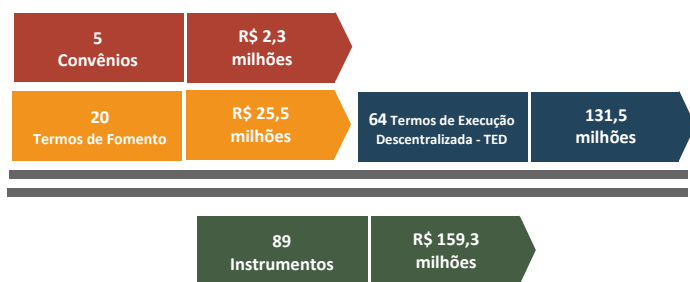 5
Convênios
R$ 2,3
milhões
20
Termos de Fomento
R$ 25,5
milhões
64 Termos de Execução
Descentralizada - TED
131,5
milhões
89
Instrumentos
R$ 159,3
milhões